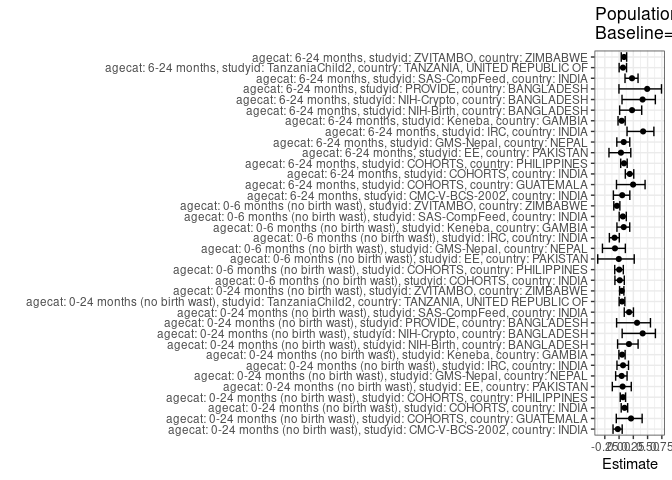 Population
Baseline=
agecat: 6-24 months, studyid: ZVITAMBO, country: ZIMBABWE
agecat: 6-24 months, studyid: TanzaniaChild2, country: TANZANIA, UNITED REPUBLIC OF
agecat: 6-24 months, studyid: SAS-CompFeed, country: INDIA
agecat: 6-24 months, studyid: PROVIDE, country: BANGLADESH
agecat: 6-24 months, studyid: NIH-Crypto, country: BANGLADESH
agecat: 6-24 months, studyid: NIH-Birth, country: BANGLADESH
agecat: 6-24 months, studyid: Keneba, country: GAMBIA
agecat: 6-24 months, studyid: IRC, country: INDIA
agecat: 6-24 months, studyid: GMS-Nepal, country: NEPAL
agecat: 6-24 months, studyid: EE, country: PAKISTAN
agecat: 6-24 months, studyid: COHORTS, country: PHILIPPINES
agecat: 6-24 months, studyid: COHORTS, country: INDIA
agecat: 6-24 months, studyid: COHORTS, country: GUATEMALA
agecat: 6-24 months, studyid: CMC-V-BCS-2002, country: INDIA
agecat: 0-6 months (no birth wast), studyid: ZVITAMBO, country: ZIMBABWE
agecat: 0-6 months (no birth wast), studyid: SAS-CompFeed, country: INDIA
agecat: 0-6 months (no birth wast), studyid: Keneba, country: GAMBIA
agecat: 0-6 months (no birth wast), studyid: IRC, country: INDIA
agecat: 0-6 months (no birth wast), studyid: GMS-Nepal, country: NEPAL
agecat: 0-6 months (no birth wast), studyid: EE, country: PAKISTAN
agecat: 0-6 months (no birth wast), studyid: COHORTS, country: PHILIPPINES
agecat: 0-6 months (no birth wast), studyid: COHORTS, country: INDIA
agecat: 0-24 months (no birth wast), studyid: ZVITAMBO, country: ZIMBABWE
agecat: 0-24 months (no birth wast), studyid: TanzaniaChild2, country: TANZANIA, UNITED REPUBLIC OF
agecat: 0-24 months (no birth wast), studyid: SAS-CompFeed, country: INDIA
agecat: 0-24 months (no birth wast), studyid: PROVIDE, country: BANGLADESH
agecat: 0-24 months (no birth wast), studyid: NIH-Crypto, country: BANGLADESH
agecat: 0-24 months (no birth wast), studyid: NIH-Birth, country: BANGLADESH
agecat: 0-24 months (no birth wast), studyid: Keneba, country: GAMBIA
agecat: 0-24 months (no birth wast), studyid: IRC, country: INDIA
agecat: 0-24 months (no birth wast), studyid: GMS-Nepal, country: NEPAL
agecat: 0-24 months (no birth wast), studyid: EE, country: PAKISTAN
agecat: 0-24 months (no birth wast), studyid: COHORTS, country: PHILIPPINES
agecat: 0-24 months (no birth wast), studyid: COHORTS, country: INDIA
agecat: 0-24 months (no birth wast), studyid: COHORTS, country: GUATEMALA
agecat: 0-24 months (no birth wast), studyid: CMC-V-BCS-2002, country: INDIA
-0.25 0.00 0.25 0.50 0.75
Estimate